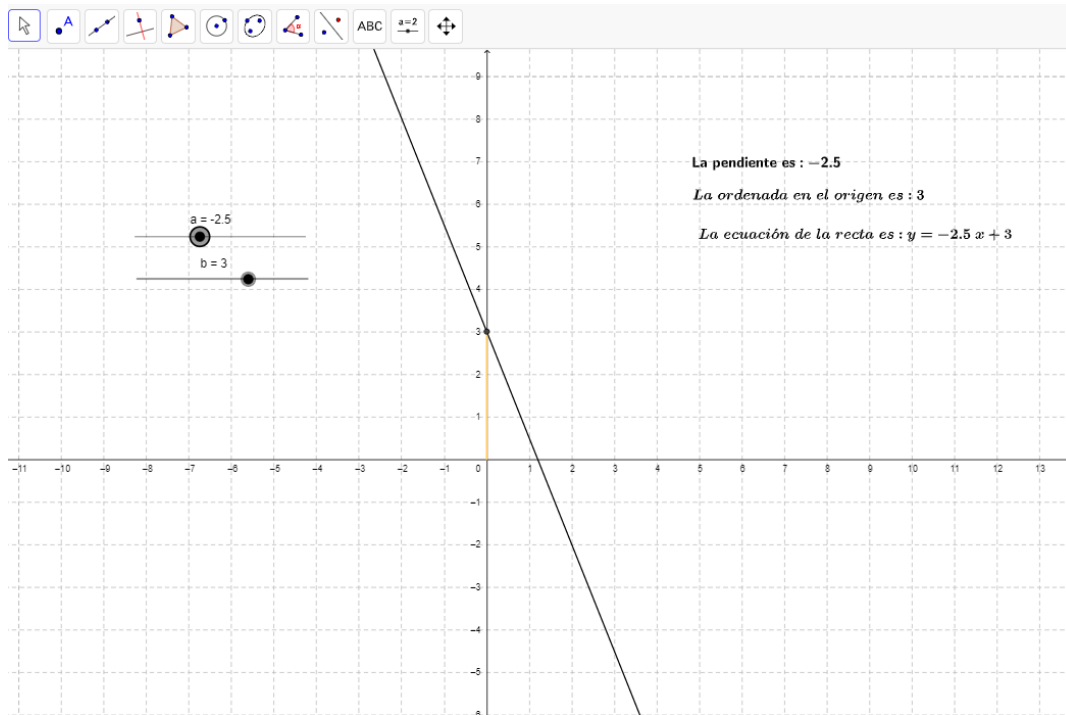 A
ABC
a=2
9
8
7
6
5
4
3
2
1
−1
−2
−3
−4
−5
−6
−11 −10 −9 −8 −7 −6 −5 −4 −3 −2 −1 0 1 2 3 4 5 6 7 8 9 10 11 12 13
a = -2.5
b = 3
La pendiente es : −2.5
La ordenada en el origen es : 3
La ecuación de la recta es : y = −2.5 x + 3